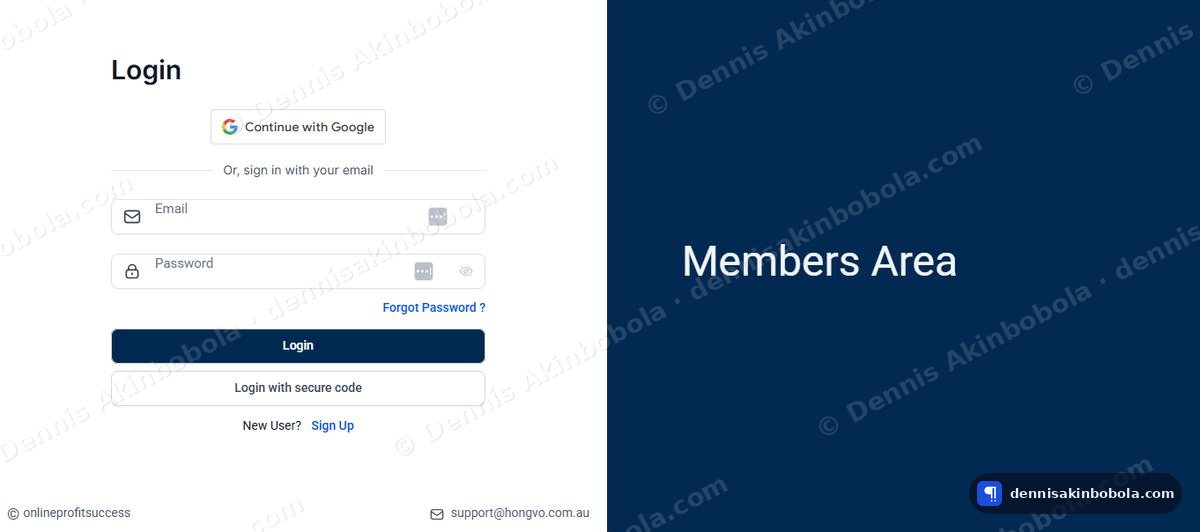 Login
Continue with Google
Or, sign in with your email
Email
Password
Forgot Password ?
Login
Login with secure code
New User? Sign Up
© onlineprofitsuccess
support@hongvo.com.au
Members Area
dennisakinbobola.com
© Dennis Akinbobola · dennisakinbobola.com